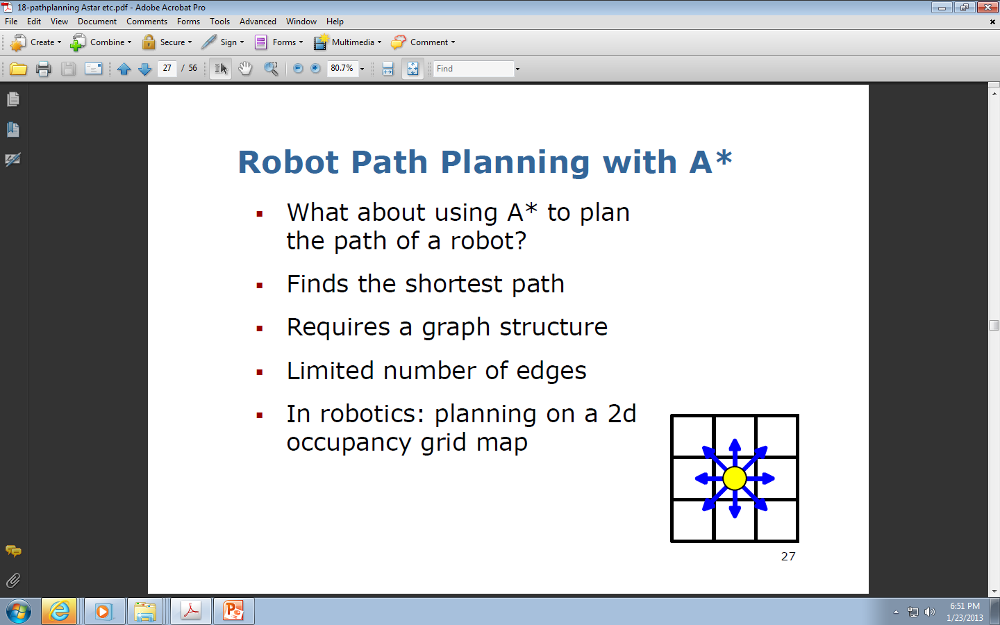 18-pathplanning Astar etc.pdf - Adobe Acrobat Pro
File Edit View Document Comments Forms Tools Advanced Window Help
Create Combine Secure Sign Forms Multimedia Comment
27 / 56 80.7% Find
Robot Path Planning with A*
What about using A* to plan
the path of a robot?
Finds the shortest path
Requires a graph structure
Limited number of edges
In robotics: planning on a 2d
occupancy grid map
27
6:51 PM
1/23/2013